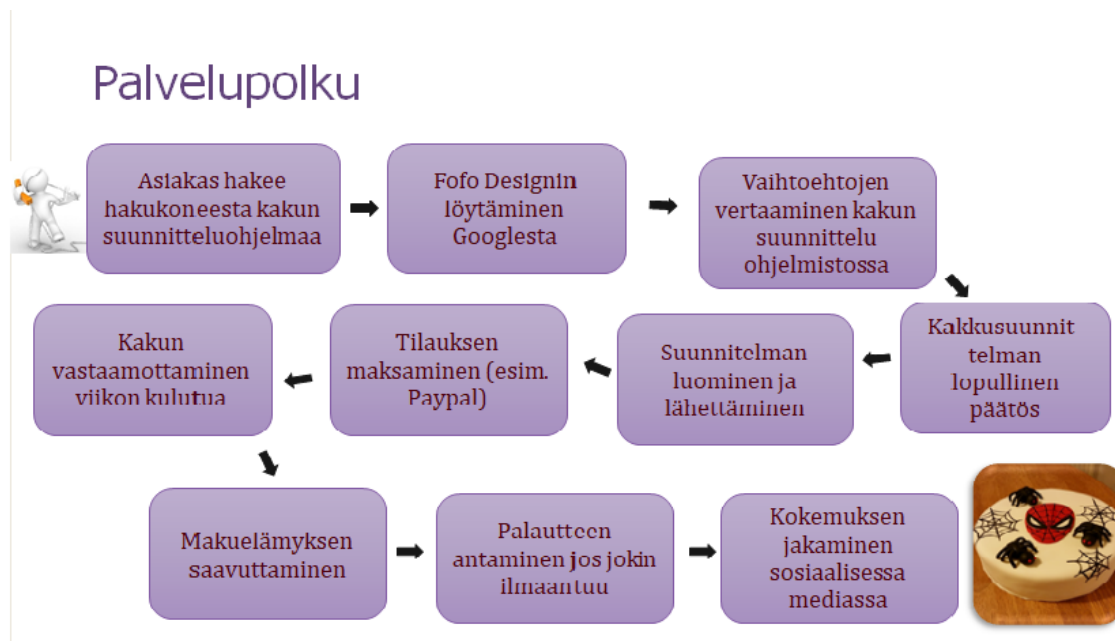 Palvelupolku
Asiakas hakee
hakukoneesta kakun
suunnitteluohjelmaa
Fofo Designin
löytäminen
Googlesta
Vaihtoehtojen
vertaaminen kakun
suunnittelu
ohjelmistossa
Kakkusuunnit
telman
lopullinen
päätös
Suunnitelman
luominen ja
lähettäminen
Tilauksen
maksaminen (esim.
Paypal)
Kakun
vastaamottaminen
viikon kulutua
Makuelämyksen
saavuttaminen
Palautteen
antaminen jos jokin
ilmaantuu
Kokemuksen
jakaminen
sosiaalisessa
mediassa